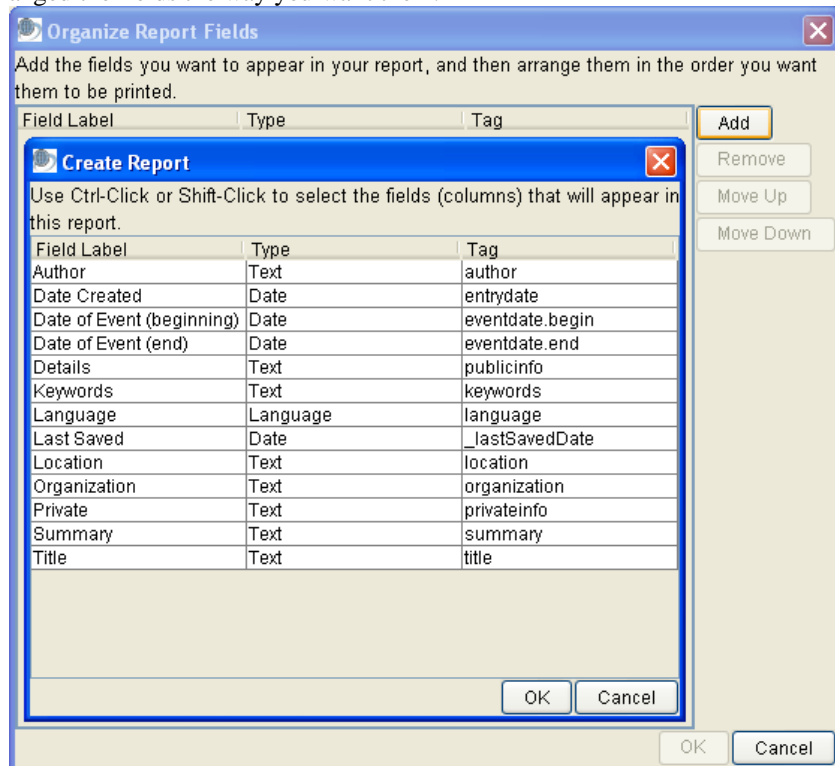 Organize Report Fields
Add the fields you want to appear in your report, and then arrange them in the order you want
them to be printed.
Field Label Type Tag
Add
Remove
Move Up
Move Down
Create Report
Use Ctrl-Click or Shift-Click to select the fields (columns) that will appear in
this report.
Field Label Type Tag
Author Text author
Date Created Date entrydate
Date of Event (beginning) Date eventdate.begin
Date of Event (end) Date eventdate.end
Details Text publicinfo
Keywords Text keywords
Language Language language
Last Saved Date _lastSavedDate
Location Text location
Organization Text organization
Private Text privateinfo
Summary Text summary
Title Text title
OK Cancel
OK Cancel